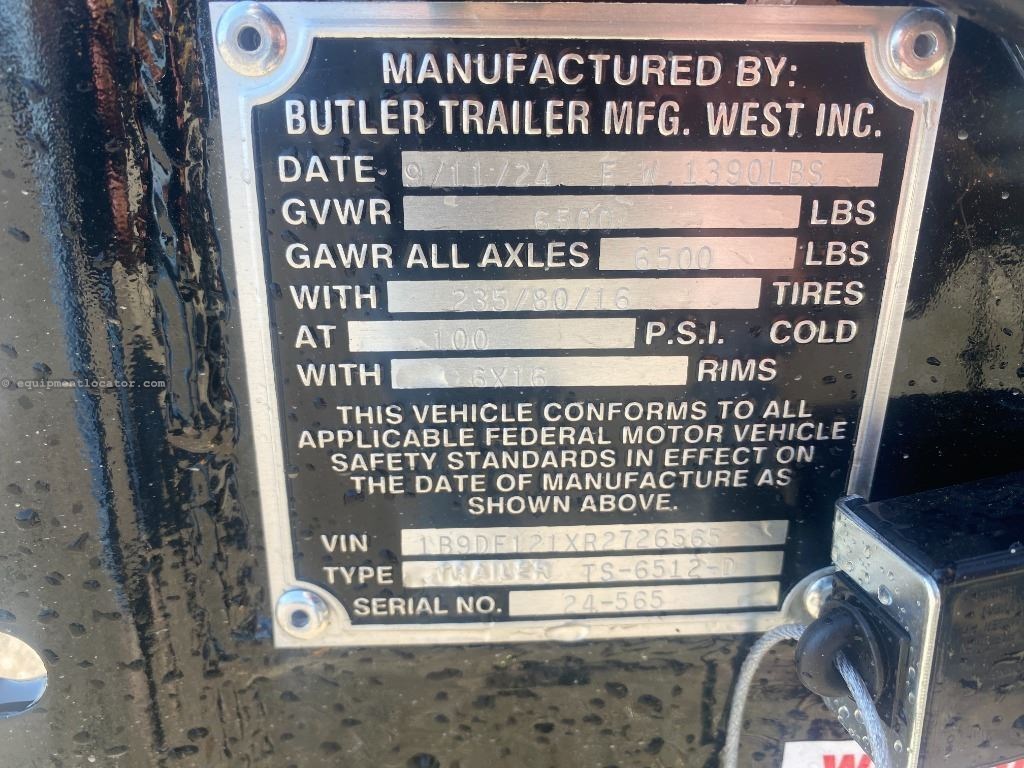 MANUFACTURED BY:
BUTLER TRAILER MFG. WEST INC.
DATE 9/11/24 E.W. 1390LBS
GVWR 6500 LBS
GAWR ALL AXLES 6500 LBS
WITH 235/80/16 TIRES
AT 100 P.S.I. COLD
WITH 6X16 RIMS
THIS VEHICLE CONFORMS TO ALL
APPLICABLE FEDERAL MOTOR VEHICLE
SAFETY STANDARDS IN EFFECT ON
THE DATE OF MANUFACTURE AS
SHOWN ABOVE.
VIN 1B9DF121XR2726565
TYPE TRAILER TS-6512-D
SERIAL NO. 24-565
© equipmentlocator.com